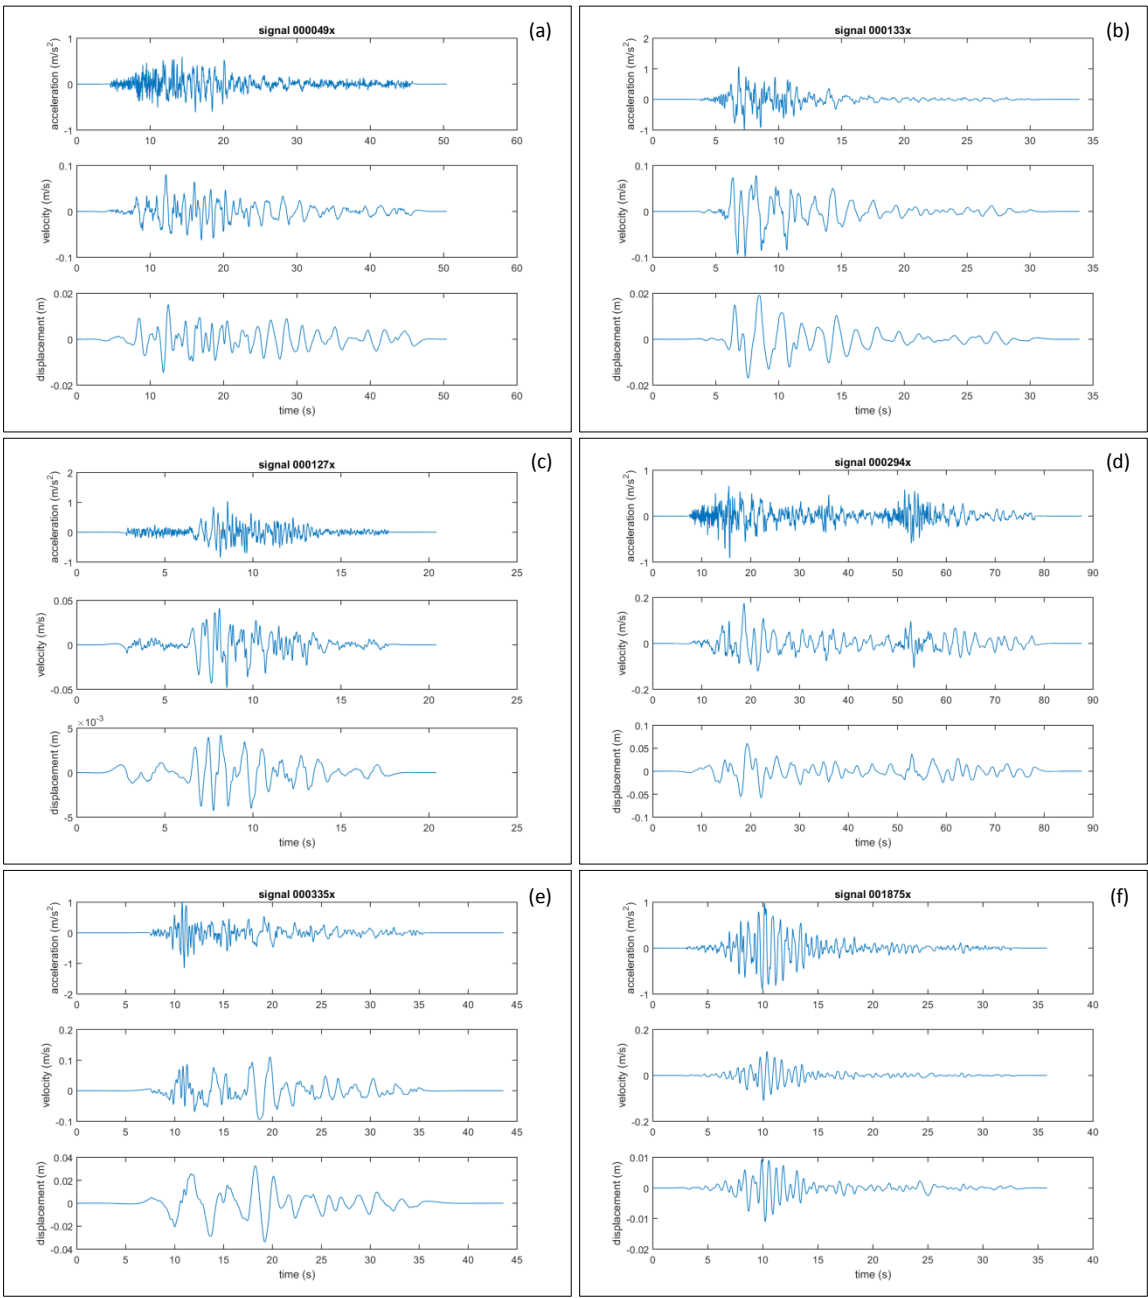 signal 000049x
(a)
acceleration (m/s²)
1
0
-1
0 10 20 30 40 50 60
velocity (m/s)
0.1
0
-0.1
0 10 20 30 40 50 60
displacement (m)
0.02
0
-0.02
0 10 20 30 40 50 60
time (s)
signal 000133x
(b)
acceleration (m/s²)
2
1
0
-1
0 5 10 15 20 25 30 35
velocity (m/s)
0.1
0
-0.1
0 5 10 15 20 25 30 35
displacement (m)
0.02
0
-0.02
0 5 10 15 20 25 30 35
time (s)
signal 000127x
(c)
acceleration (m/s²)
2
1
0
-1
5 10 15 20 25
velocity (m/s)
0.05
0
-0.05
0 5 10 15 20 25
displacement (m)
×10⁻³
5
0
-5
0 5 10 15 20 25
time (s)
signal 000294x
(d)
acceleration (m/s²)
1
0
-1
0 10 20 30 40 50 60 70 80 90
velocity (m/s)
0.2
0
-0.2
0 10 20 30 40 50 60 70 80 90
displacement (m)
0.1
0.05
0
-0.05
-0.1
0 10 20 30 40 50 60 70 80 90
time (s)
signal 000335x
(e)
acceleration (m/s²)
1
0
-1
-2
0 5 10 15 20 25 30 35 40 45
velocity (m/s)
0.2
0.1
0
-0.1
0 5 10 15 20 25 30 35 40 45
displacement (m)
0.04
0.02
0
-0.02
-0.04
0 5 10 15 20 25 30 35 40 45
time (s)
signal 001875x
(f)
acceleration (m/s²)
1
0
-1
0 5 10 15 20 25 30 35 40
velocity (m/s)
0.2
0
-0.2
0 5 10 15 20 25 30 35 40
displacement (m)
0.01
0
-0.01
-0.02
0 5 10 15 20 25 30 35 40
time (s)